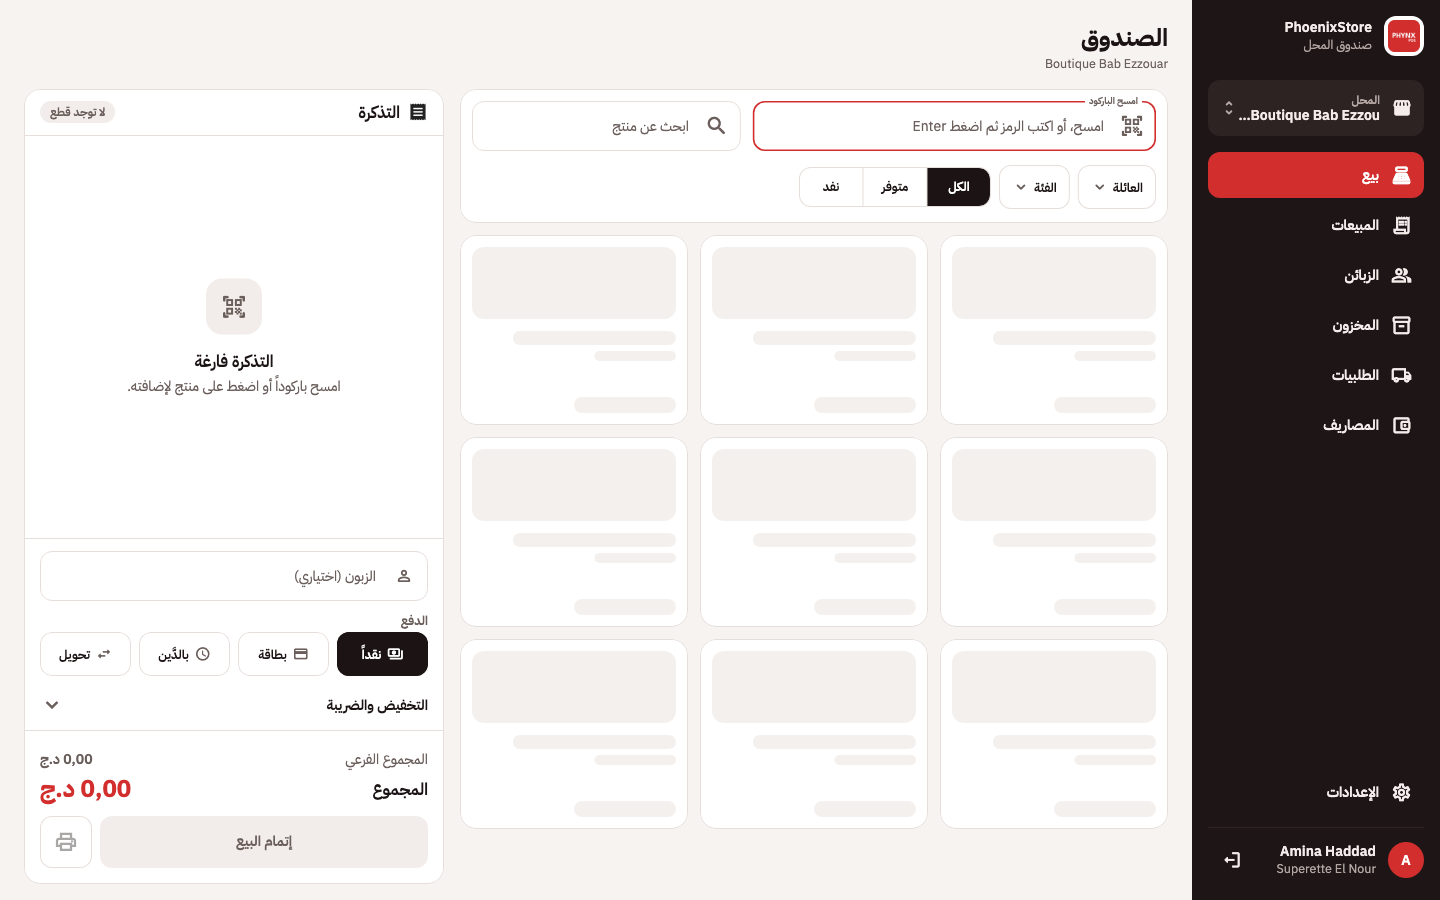 PhoenixStore
صندوق المحل
PHYNX
POS
المحل
Boutique Bab Ezzou...
بيع
المبيعات
الزبائن
المخزون
الطلبيات
المصاريف
الإعدادات
A
Amina Haddad
Superette El Nour
الصندوق
Boutique Bab Ezzouar
امسح الباركود
امسح، أو اكتب الرمز ثم اضغط Enter
ابحث عن منتج
العائلة
الفئة
الكل
متوفر
نفد
التذكرة
لا توجد قطع
التذكرة فارغة
امسح باركوداً أو اضغط على منتج لإضافته.
الزبون (اختياري)
الدفع
نقداً
بطاقة
بالدَّين
تحويل
التخفيض والضريبة
المجموع الفرعي
0,00 د.ج
المجموع
0,00 د.ج
إتمام البيع